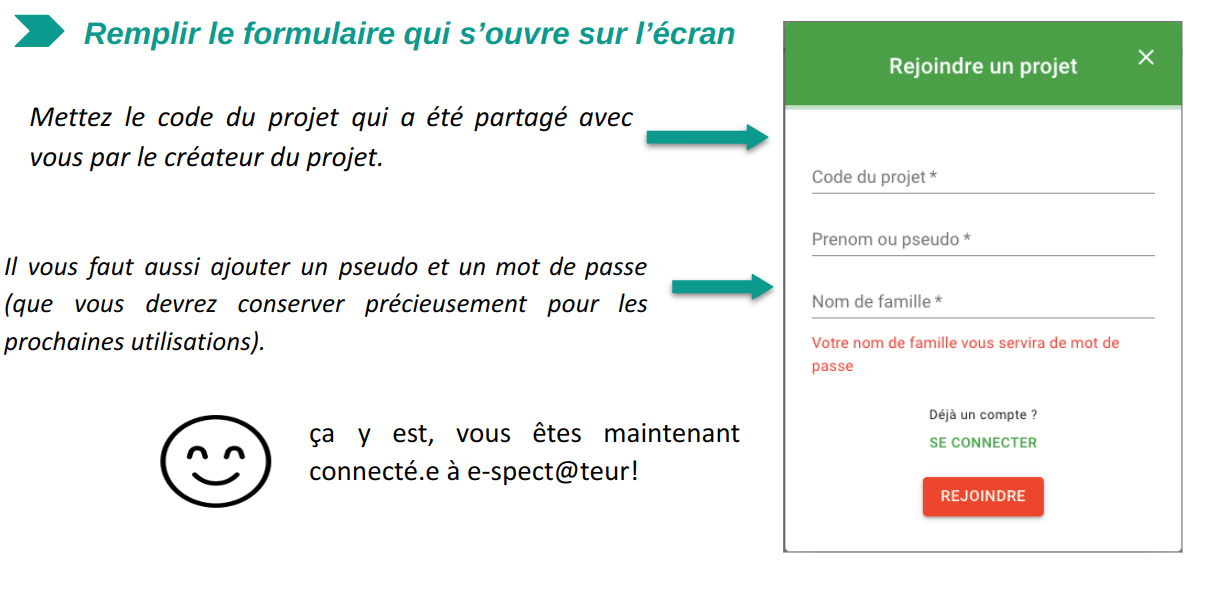 Remplir le formulaire qui s’ouvre sur l’écran
Mettez le code du projet qui a été partagé avec
vous par le créateur du projet.
Il vous faut aussi ajouter un pseudo et un mot de passe
(que vous devrez conserver précieusement pour les
prochaines utilisations).
ça y est, vous êtes maintenant
connecté.e à e-spect@teur!
Rejoindre un projet
Code du projet *
Prenom ou pseudo *
Nom de famille *
Votre nom de famille vous servira de mot de
passe
Déjà un compte ?
SE CONNECTER
REJOINDRE